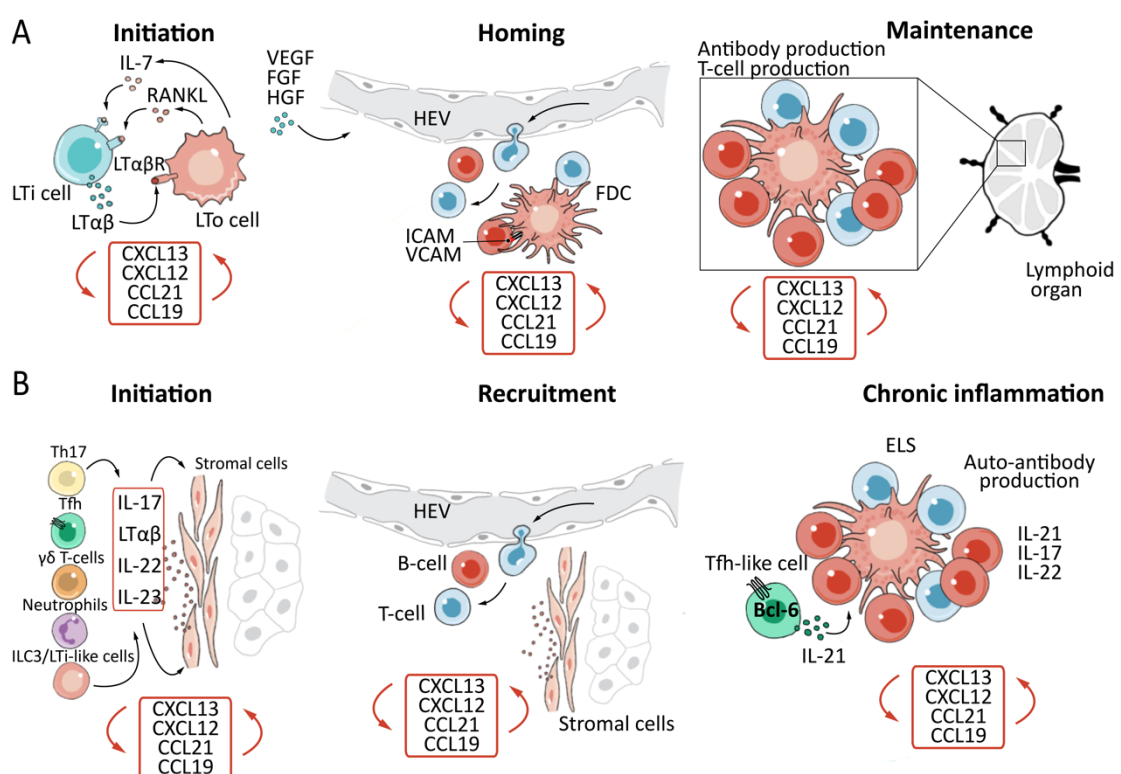 A
Initiation
IL-7
RANKL
LTαβR
LTi cell
LTαβ
LTo cell
CXCL13
CXCL12
CCL21
CCL19
Homing
VEGF
FGF
HGF
HEV
FDC
ICAM
VCAM
CXCL13
CXCL12
CCL21
CCL19
Maintenance
Antibody production
T-cell production
Lymphoid
organ
CXCL13
CXCL12
CCL21
CCL19
B
Initiation
Th17
Tfh
γδ T-cells
Neutrophils
ILC3/LTi-like cells
IL-17
LTαβ
IL-22
IL-23
Stromal cells
CXCL13
CXCL12
CCL21
CCL19
Recruitment
HEV
B-cell
T-cell
Stromal cells
CXCL13
CXCL12
CCL21
CCL19
Chronic inflammation
ELS
Auto-antibody
production
IL-21
IL-17
IL-22
Tfh-like cell
Bcl-6
IL-21
CXCL13
CXCL12
CCL21
CCL19